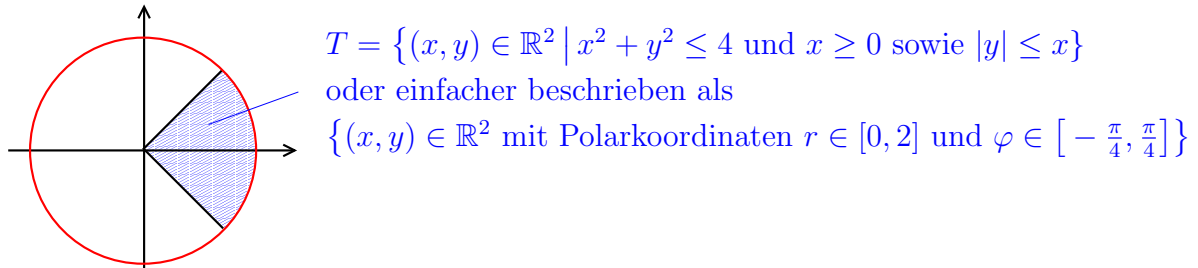 T = {(x, y) ∈ ℝ² | x² + y² ≤ 4 und x ≥ 0 sowie |y| ≤ x}
oder einfacher beschrieben als
{(x, y) ∈ ℝ² mit Polarkoordinaten r ∈ [0, 2] und φ ∈ [− π/4, π/4]}